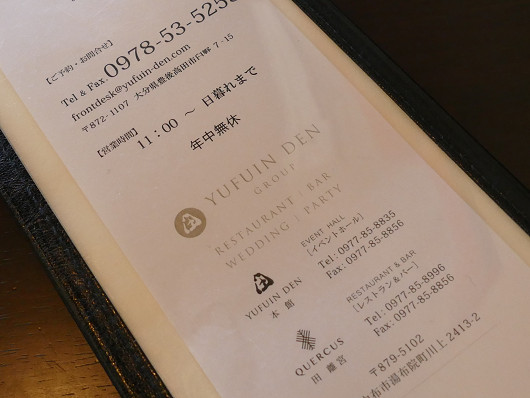 【ご予約・お問合せ】
Tel & Fax. 0978-53-525
frontdesk@yufuin-den.com
〒872-1107 大分県豊後高田市臼野 7-15
【営業時間】
11:00 ～ 日暮れまで
年中無休
YUFUIN DEN
GROUP
RESTAURANT / BAR
WEDDING / PARTY
YUFUIN DEN
本館
EVENT HALL
[イベントホール]
Tel: 0977-85-8835
Fax: 0977-85-8856
QUERCUS
田 離宮
RESTAURANT & BAR
[レストラン＆バー]
Tel: 0977-85-8996
Fax: 0977-85-8856
〒879-5102
布市湯布院町川上 2413-2